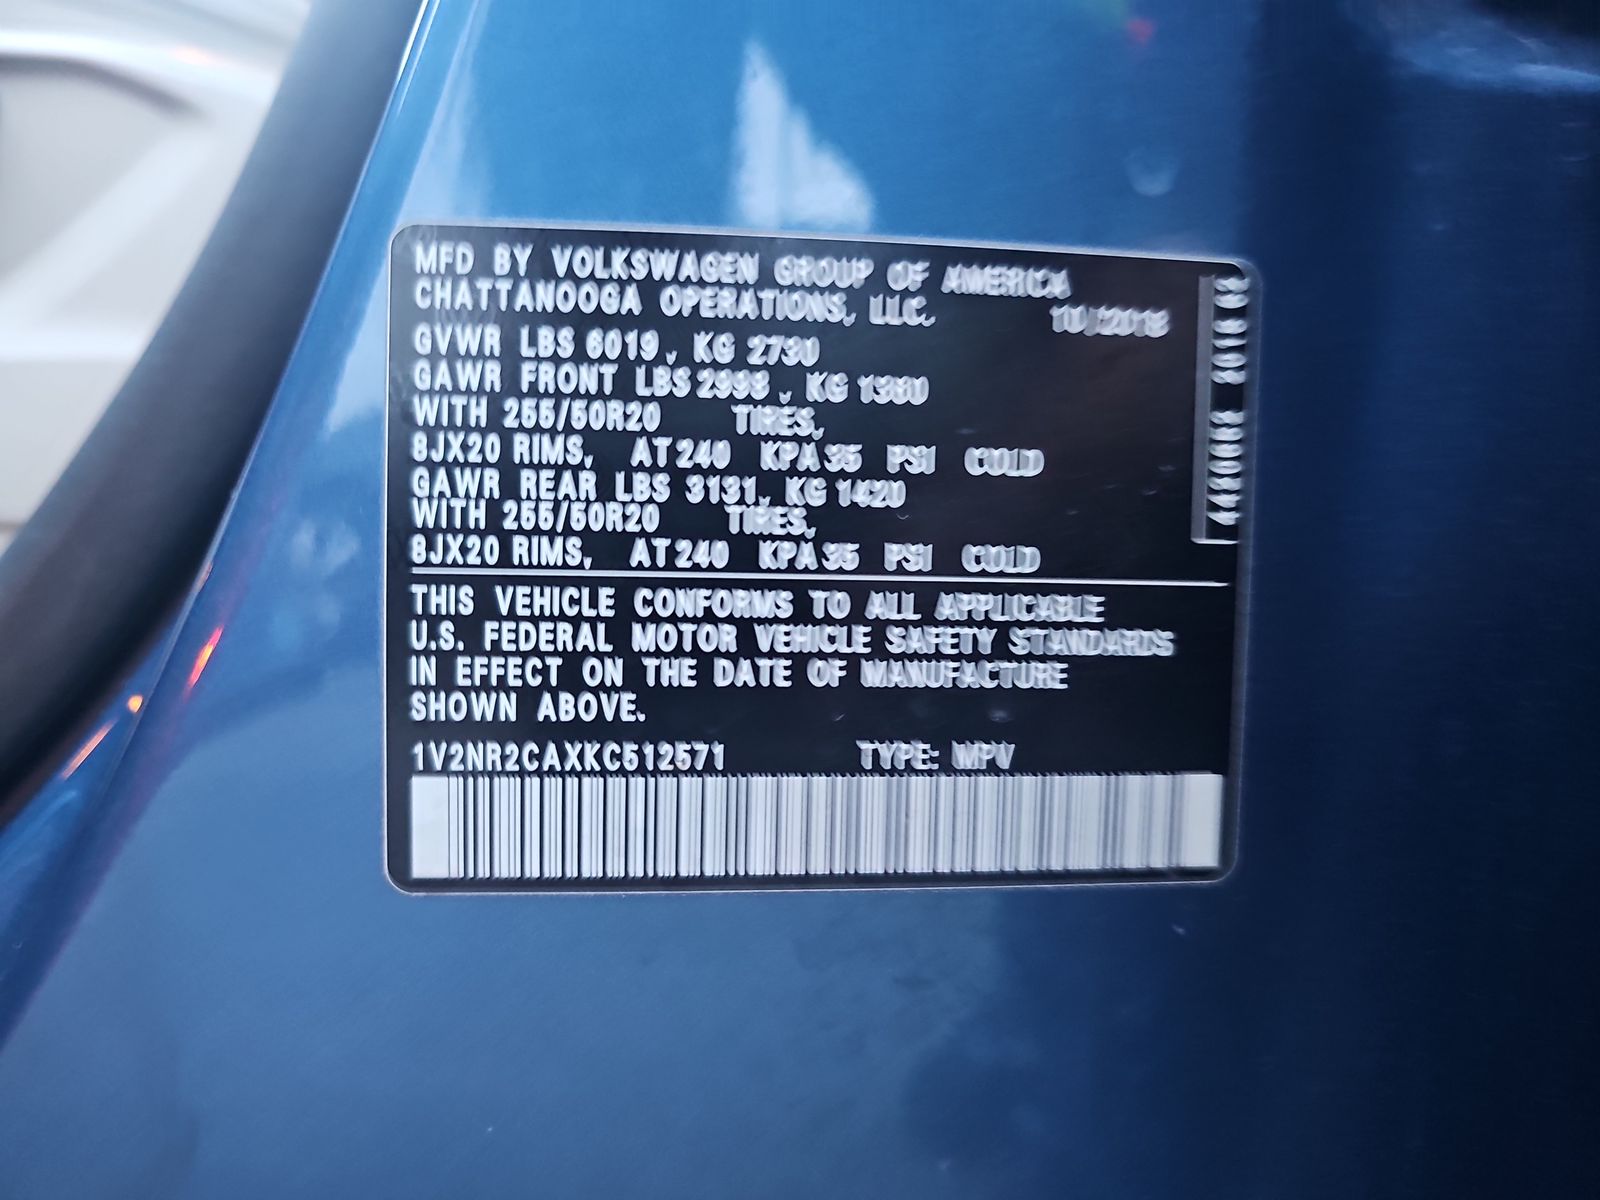 MFD BY VOLKSWAGEN GROUP OF AMERICA
CHATTANOOGA OPERATIONS, LLC. 10/2018
GVWR LBS 6019, KG 2730
GAWR FRONT LBS 2998, KG 1360
WITH 255/50R20 TIRES,
8JX20 RIMS, AT 240 KPA 35 PSI COLD
GAWR REAR LBS 3131, KG 1420
WITH 255/50R20 TIRES,
8JX20 RIMS, AT 240 KPA 35 PSI COLD
THIS VEHICLE CONFORMS TO ALL APPLICABLE
U.S. FEDERAL MOTOR VEHICLE SAFETY STANDARDS
IN EFFECT ON THE DATE OF MANUFACTURE
SHOWN ABOVE.
1V2NR2CAXKC512571 TYPE: MPV